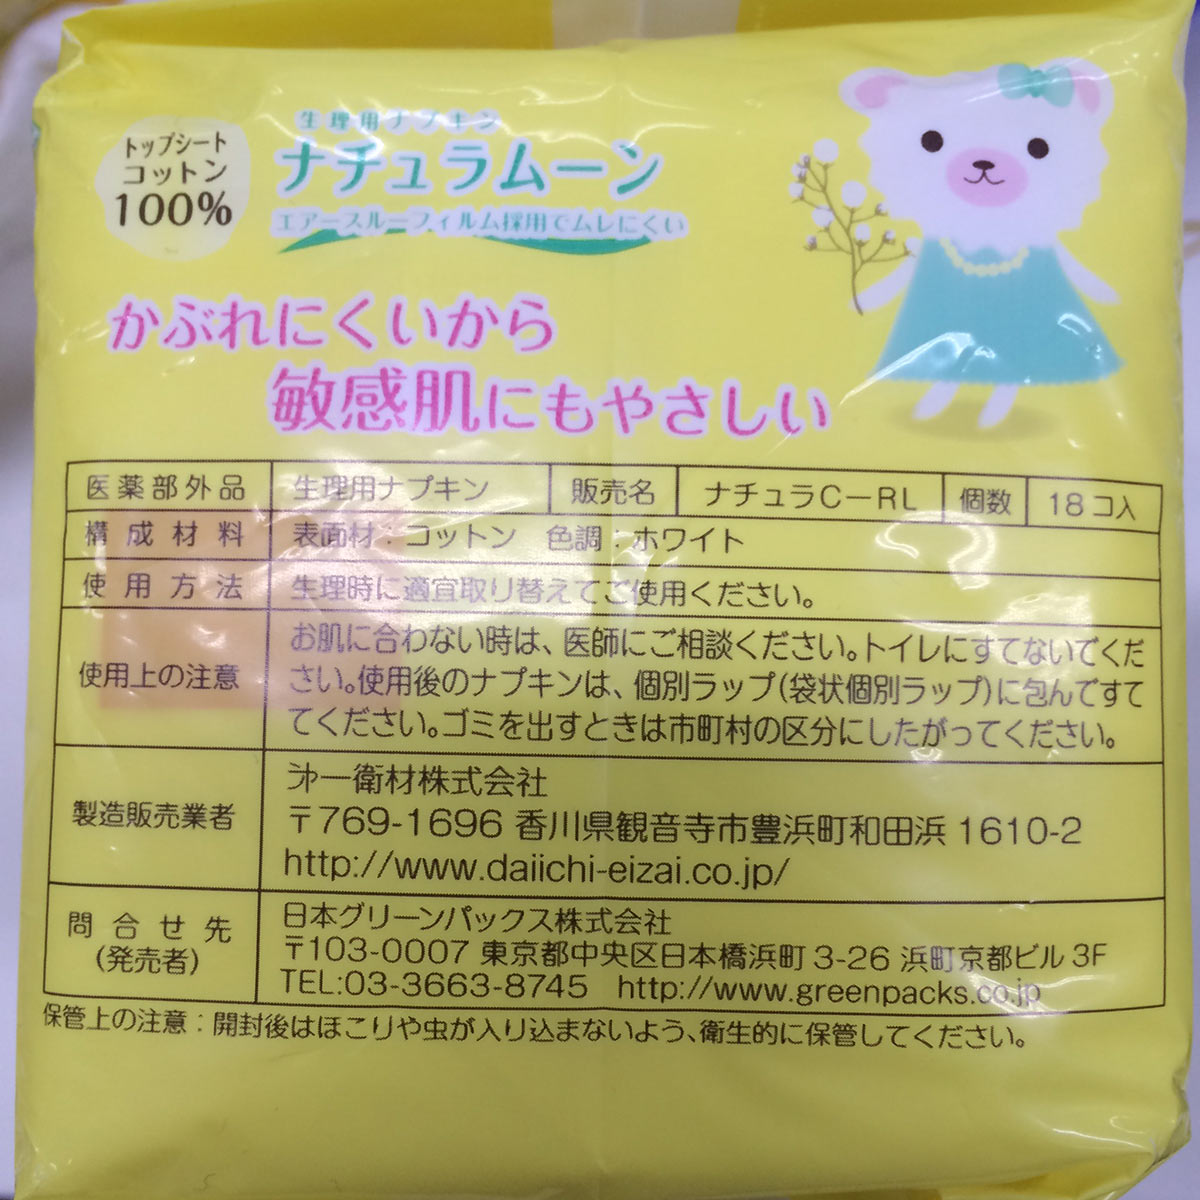 トップシート
コットン
100%
生理用ナプキン
ナチュラムーン
エアースルーフィルム採用でムレにくい
かぶれにくいから
敏感肌にもやさしい
医薬部外品 生理用ナプキン 販売名 ナチュラC－RL 個数 18コ入
構成材料 表面材：コットン 色調：ホワイト
使用方法 生理時に適宜取り替えてご使用ください。
使用上の注意 お肌に合わない時は、医師にご相談ください。トイレにすてないでくだ
さい。使用後のナプキンは、個別ラップ(袋状個別ラップ)に包んですて
てください。ゴミを出すときは市町村の区分にしたがってください。
製造販売業者 㐧一衛材株式会社
〒769-1696 香川県観音寺市豊浜町和田浜 1610-2
http://www.daiichi-eizai.co.jp/
問合せ先
(発売者)
日本グリーンパックス株式会社
〒103-0007 東京都中央区日本橋浜町 3-26 浜町京都ビル 3F
TEL:03-3663-8745 http://www.greenpacks.co.jp
保管上の注意：開封後はほこりや虫が入り込まないよう、衛生的に保管してください。